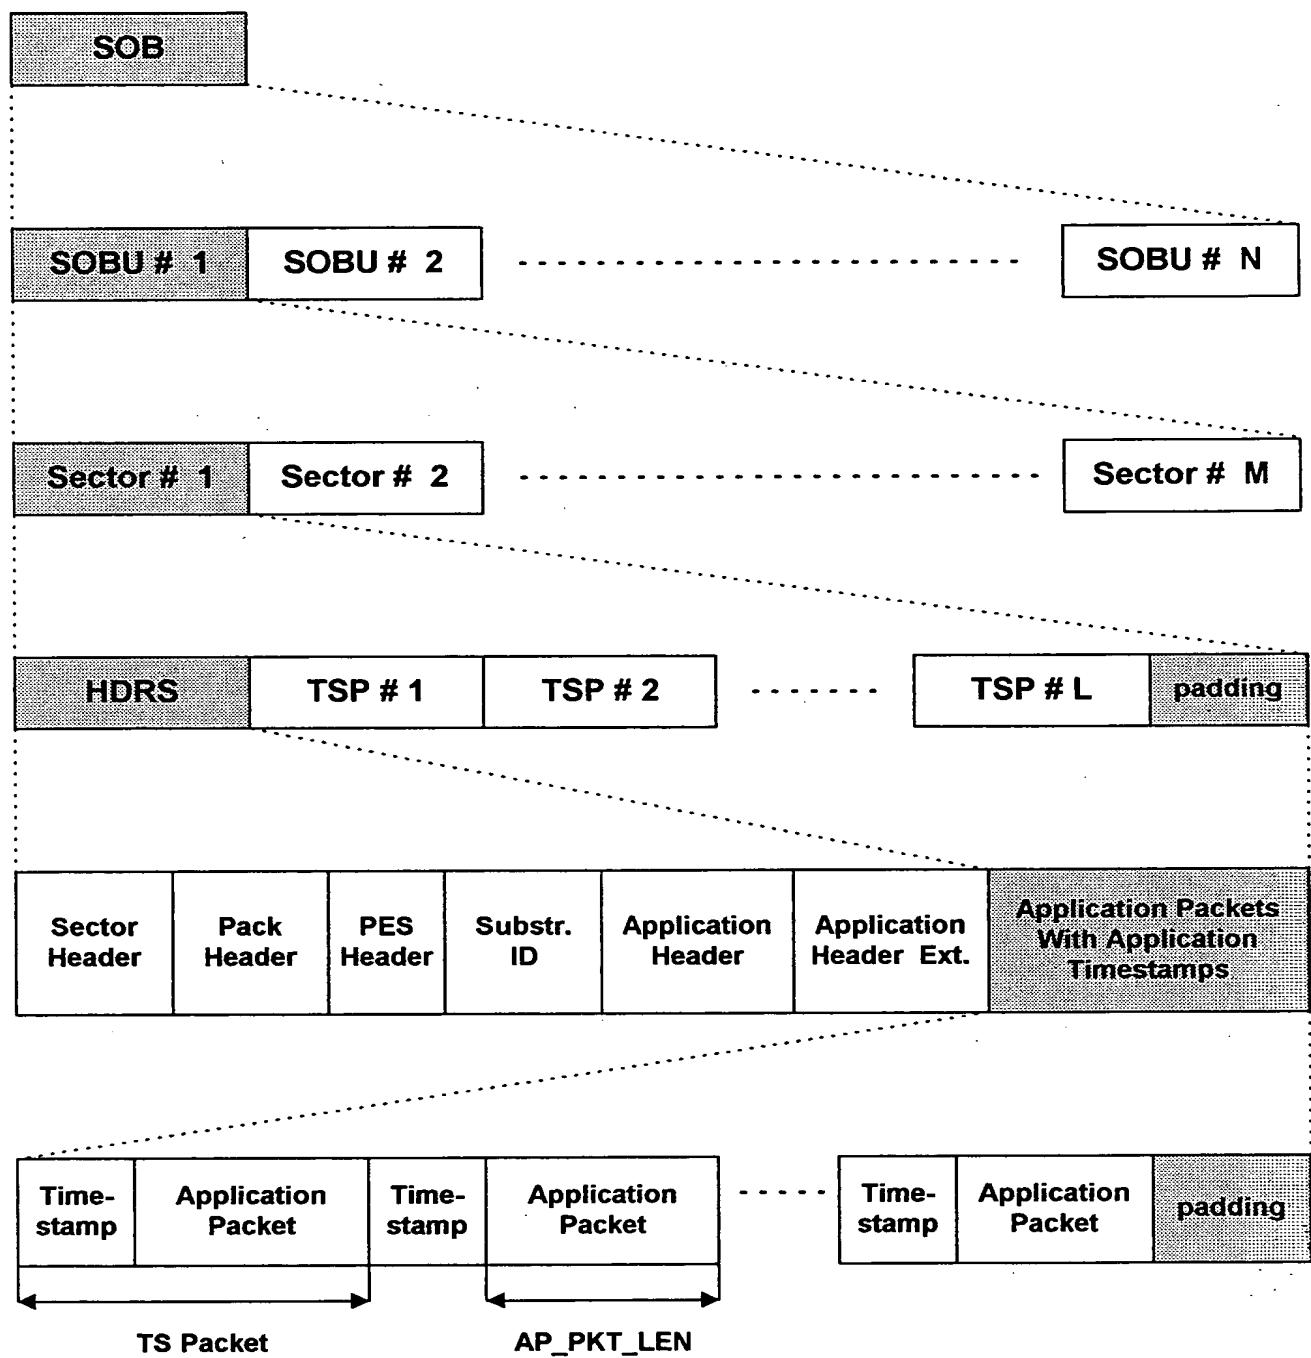 SOB
SOBU # 1 SOBU # 2 SOBU # N
Sector # 1 Sector # 2 Sector # M
HDRS TSP # 1 TSP # 2 TSP # L padding
Sector Header
Pack Header
PES Header
Substr. ID
Application Header
Application Header Ext.
Application Packets
With Application
Timestamps
Time-
stamp
Application
Packet
Time-
stamp
Application
Packet
Time-
stamp
Application
Packet
padding
TS Packet AP_PKT_LEN